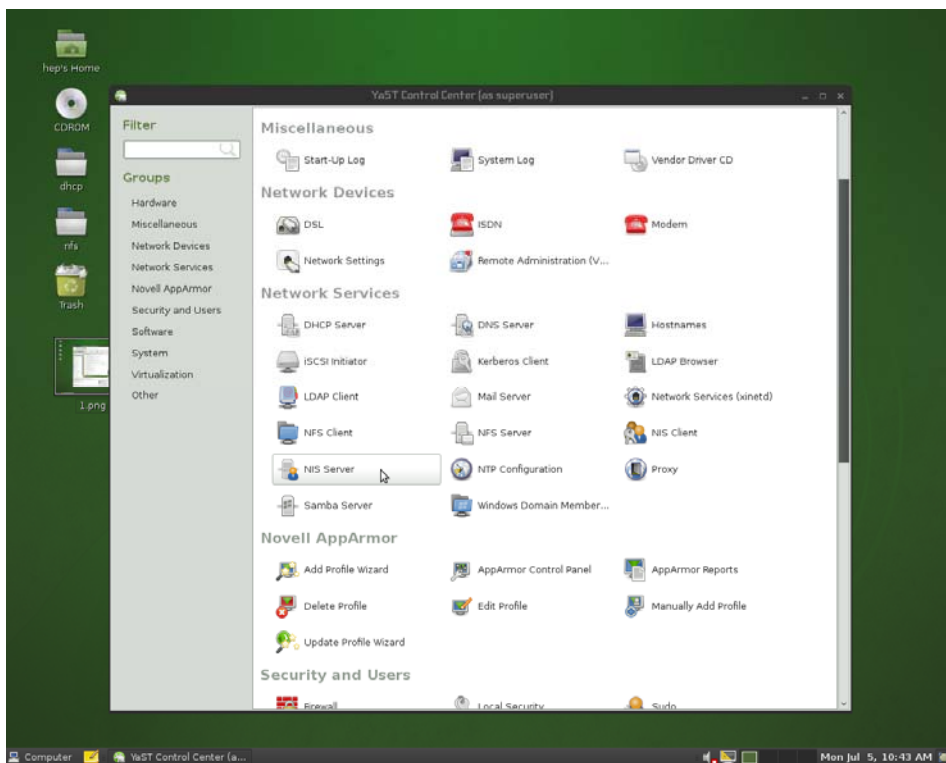 hep's Home
CDROM
dhcp
nfs
Trash
1.png
YaST Control Center [as superuser]
Filter
Groups
Hardware
Miscellaneous
Network Devices
Network Services
Novell AppArmor
Security and Users
Software
System
Virtualization
Other
Miscellaneous
Start-Up Log System Log Vendor Driver CD
Network Devices
DSL ISDN Modem
Network Settings Remote Administration (V...
Network Services
DHCP Server DNS Server Hostnames
iSCSI Initiator Kerberos Client LDAP Browser
LDAP Client Mail Server Network Services (xinetd)
NFS Client NFS Server NIS Client
NIS Server NTP Configuration Proxy
Samba Server Windows Domain Member...
Novell AppArmor
Add Profile Wizard AppArmor Control Panel AppArmor Reports
Delete Profile Edit Profile Manually Add Profile
Update Profile Wizard
Security and Users
Firewall Local Security Sudo
Computer YaST Control Center (a... Mon Jul 5, 10:43 AM